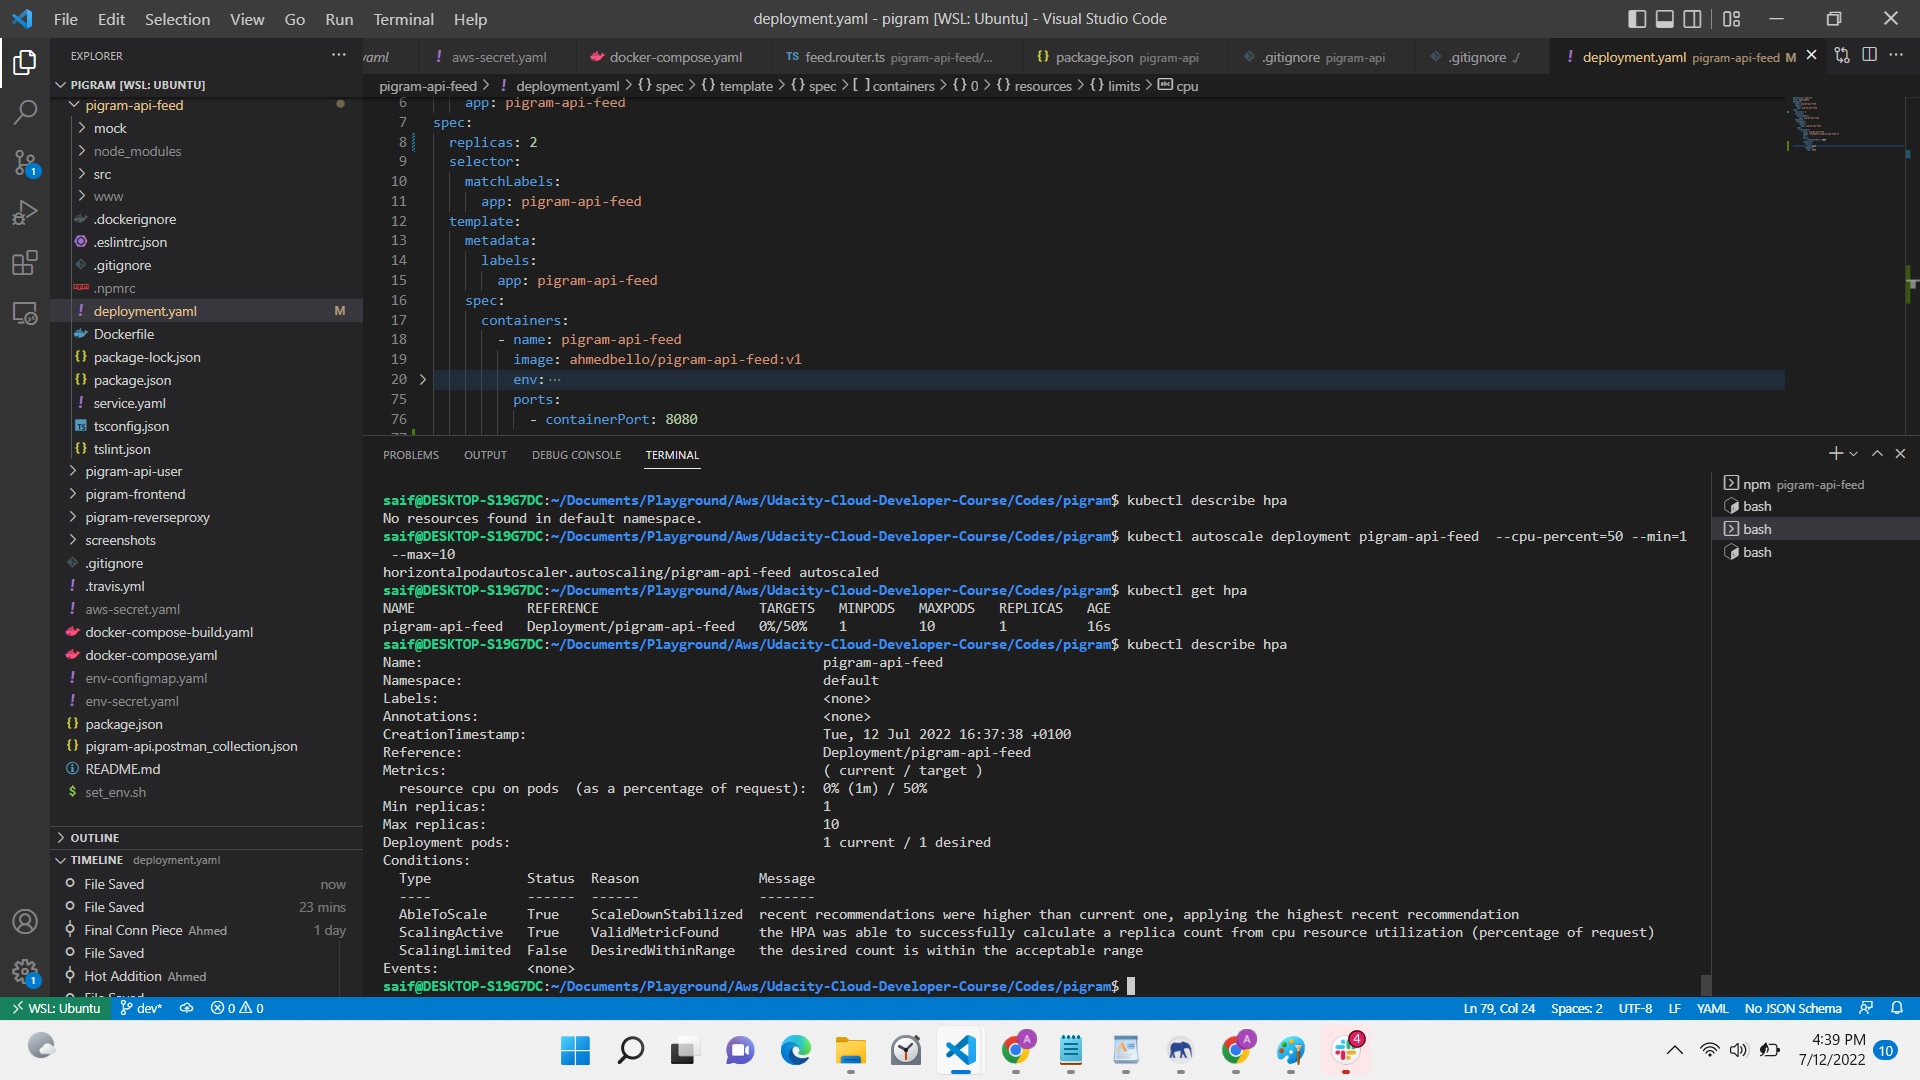 File Edit Selection View Go Run Terminal Help
deployment.yaml - pigram [WSL: Ubuntu] - Visual Studio Code
EXPLORER
yaml
! aws-secret.yaml
docker-compose.yaml
TS feed.router.ts pigram-api-feed/...
{} package.json pigram-api
.gitignore pigram-api
.gitignore ./
! deployment.yaml pigram-api-feed M
PIGRAM [WSL: UBUNTU]
pigram-api-feed > ! deployment.yaml > {} spec > {} template > {} spec > [ ] containers > {} 0 > {} resources > {} limits > cpu
pigram-api-feed
mock
node_modules
src
www
.dockerignore
.eslintrc.json
.gitignore
.npmrc
! deployment.yaml M
Dockerfile
{} package-lock.json
{} package.json
! service.yaml
tsconfig.json
{} tslint.json
pigram-api-user
pigram-frontend
pigram-reverseproxy
screenshots
.gitignore
! .travis.yml
! aws-secret.yaml
docker-compose-build.yaml
docker-compose.yaml
! env-configmap.yaml
! env-secret.yaml
{} package.json
{} pigram-api.postman_collection.json
README.md
$ set_env.sh
OUTLINE
TIMELINE deployment.yaml
File Saved now
File Saved 23 mins
Final Conn Piece Ahmed 1 day
File Saved
Hot Addition Ahmed
File Saved
6 app: pigram-api-feed
7 spec:
8 replicas: 2
9 selector:
10 matchLabels:
11 app: pigram-api-feed
12 template:
13 metadata:
14 labels:
15 app: pigram-api-feed
16 spec:
17 containers:
18 - name: pigram-api-feed
19 image: ahmedbello/pigram-api-feed:v1
20 env: ...
75 ports:
76 - containerPort: 8080
77
PROBLEMS OUTPUT DEBUG CONSOLE TERMINAL
saif@DESKTOP-S19G7DC:~/Documents/Playground/Aws/Udacity-Cloud-Developer-Course/Codes/pigram$ kubectl describe hpa
No resources found in default namespace.
saif@DESKTOP-S19G7DC:~/Documents/Playground/Aws/Udacity-Cloud-Developer-Course/Codes/pigram$ kubectl autoscale deployment pigram-api-feed --cpu-percent=50 --min=1
--max=10
horizontalpodautoscaler.autoscaling/pigram-api-feed autoscaled
saif@DESKTOP-S19G7DC:~/Documents/Playground/Aws/Udacity-Cloud-Developer-Course/Codes/pigram$ kubectl get hpa
NAME REFERENCE TARGETS MINPODS MAXPODS REPLICAS AGE
pigram-api-feed Deployment/pigram-api-feed 0%/50% 1 10 1 16s
saif@DESKTOP-S19G7DC:~/Documents/Playground/Aws/Udacity-Cloud-Developer-Course/Codes/pigram$ kubectl describe hpa
Name: pigram-api-feed
Namespace: default
Labels: <none>
Annotations: <none>
CreationTimestamp: Tue, 12 Jul 2022 16:37:38 +0100
Reference: Deployment/pigram-api-feed
Metrics: ( current / target )
resource cpu on pods (as a percentage of request): 0% (1m) / 50%
Min replicas: 1
Max replicas: 10
Deployment pods: 1 current / 1 desired
Conditions:
Type Status Reason Message
---- ------ ------ -------
AbleToScale True ScaleDownStabilized recent recommendations were higher than current one, applying the highest recent recommendation
ScalingActive True ValidMetricFound the HPA was able to successfully calculate a replica count from cpu resource utilization (percentage of request)
ScalingLimited False DesiredWithinRange the desired count is within the acceptable range
Events: <none>
saif@DESKTOP-S19G7DC:~/Documents/Playground/Aws/Udacity-Cloud-Developer-Course/Codes/pigram$
npm pigram-api-feed
bash
bash
bash
WSL: Ubuntu dev* 0 0 Ln 79, Col 24 Spaces: 2 UTF-8 LF YAML No JSON Schema
4:39 PM
7/12/2022
10